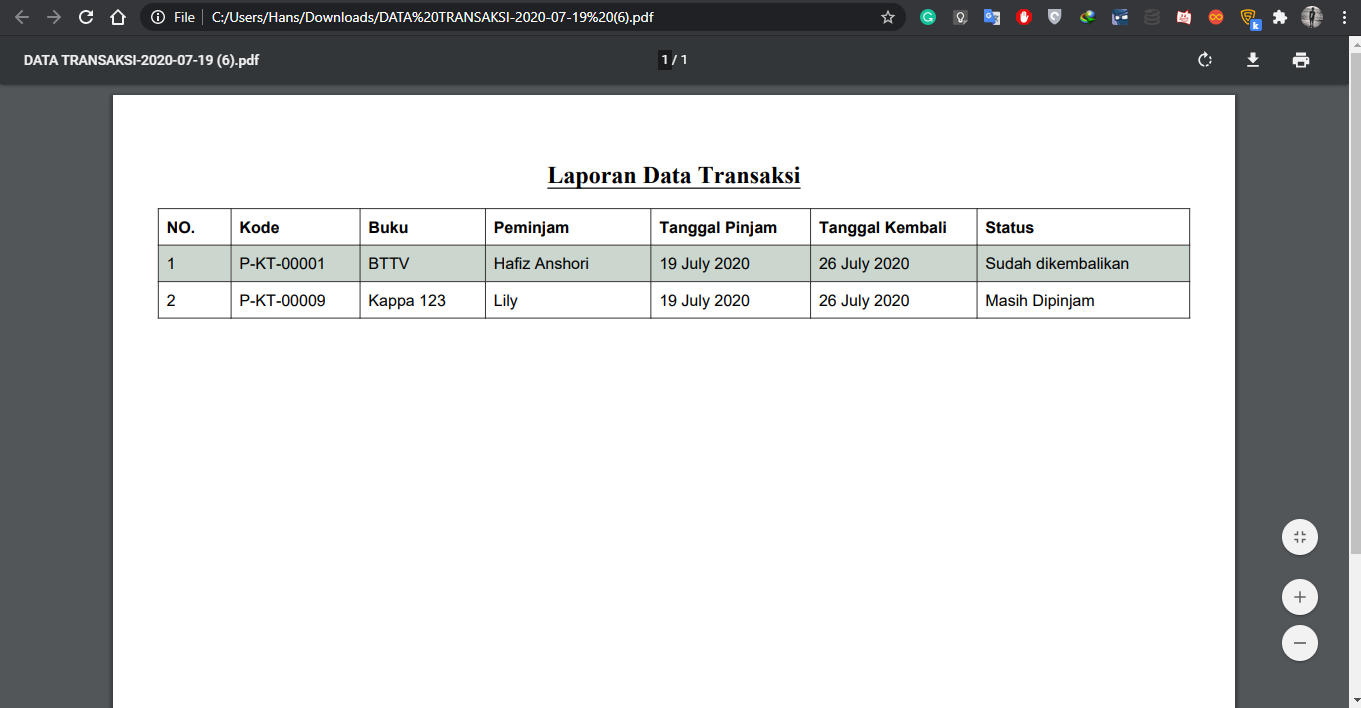 File C:/Users/Hans/Downloads/DATA%20TRANSAKSI-2020-07-19%20(6).pdf
DATA TRANSAKSI-2020-07-19 (6).pdf 1 / 1
Laporan Data Transaksi
NO. Kode Buku Peminjam Tanggal Pinjam Tanggal Kembali Status
1 P-KT-00001 BTTV Hafiz Anshori 19 July 2020 26 July 2020 Sudah dikembalikan
2 P-KT-00009 Kappa 123 Lily 19 July 2020 26 July 2020 Masih Dipinjam